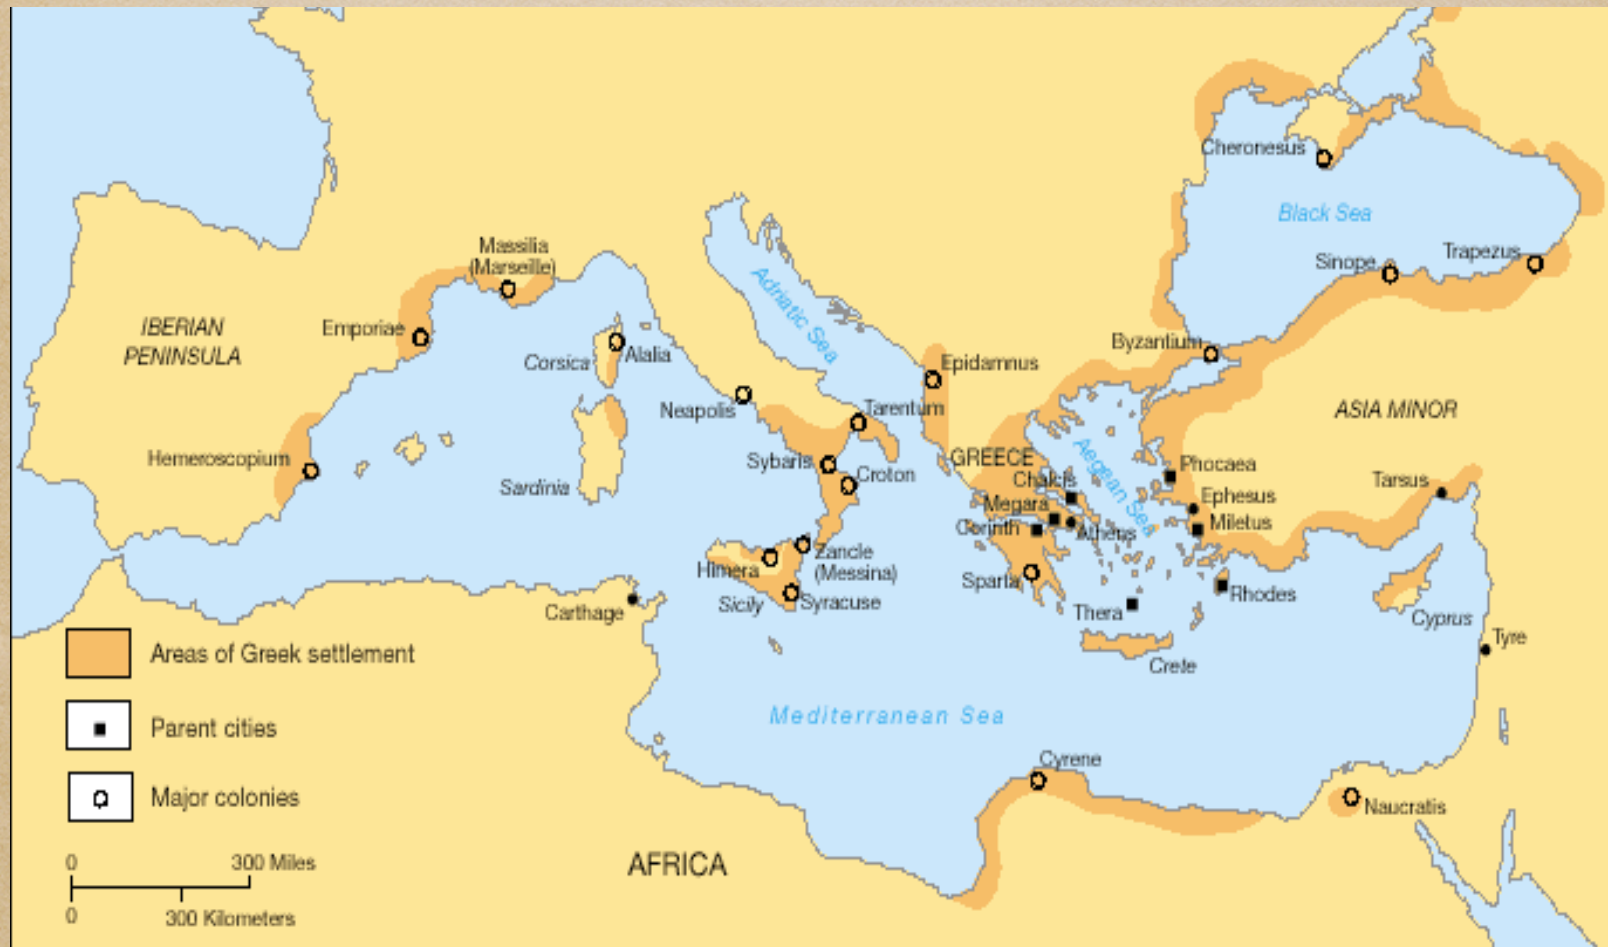 Cheronesus
Black Sea
Massilia
(Marseille)
Trapezus
Sinope
Adriatic Sea
IBERIAN
PENINSULA
Emporiae
Byzantium
Corsica
Alalia
Epidamnus
Neapolis
Tarentum
ASIA MINOR
Hemeroscopium
Sybaris
GREECE
Aegean Sea
Phocaea
Croton
Chalcis
Tarsus
Sardinia
Megara
Ephesus
Corinth
Athens
Miletus
Zancle
(Messina)
Himera
Sparta
Sicily
Syracuse
Carthage
Thera
Rhodes
Cyprus
Tyre
Areas of Greek settlement
Crete
Mediterranean Sea
Parent cities
Cyrene
Major colonies
Naucratis
0 300 Miles
AFRICA
0 300 Kilometers